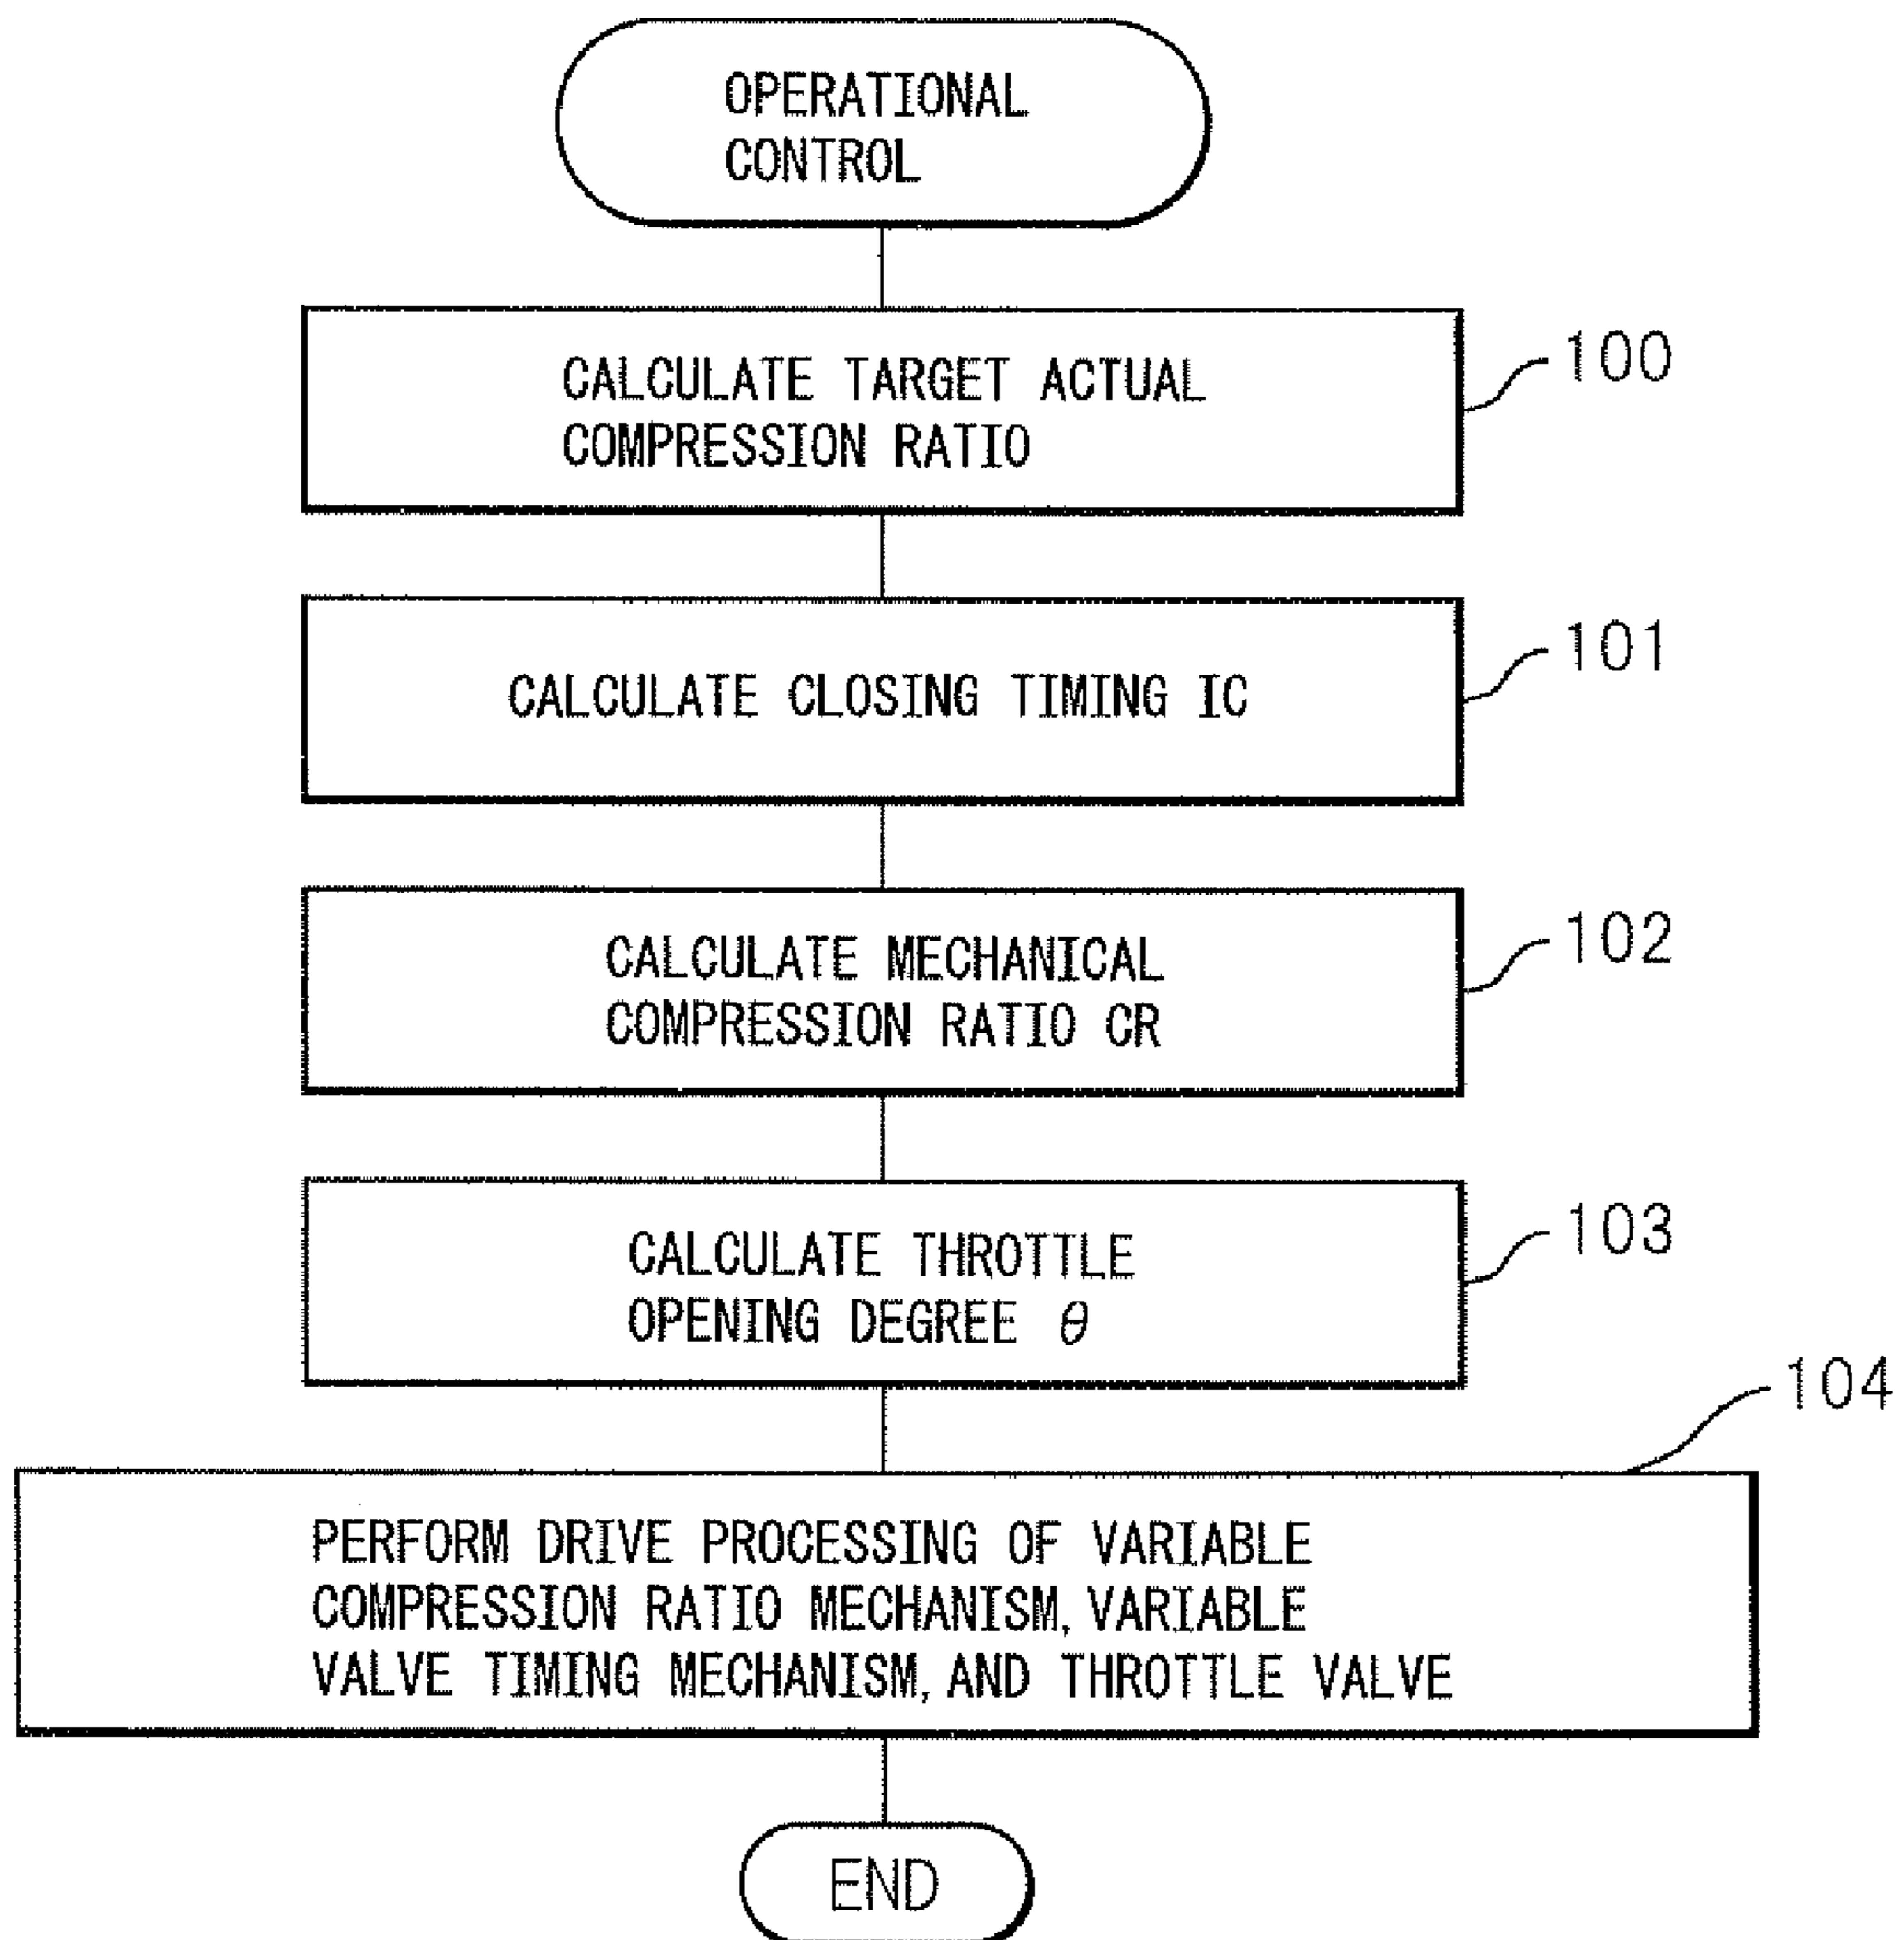 OPERATIONAL
CONTROL
CALCULATE TARGET ACTUAL
COMPRESSION RATIO
100
CALCULATE CLOSING TIMING IC
101
CALCULATE MECHANICAL
COMPRESSION RATIO CR
102
CALCULATE THROTTLE
OPENING DEGREE θ
103
104
PERFORM DRIVE PROCESSING OF VARIABLE
COMPRESSION RATIO MECHANISM, VARIABLE
VALVE TIMING MECHANISM, AND THROTTLE VALVE
END